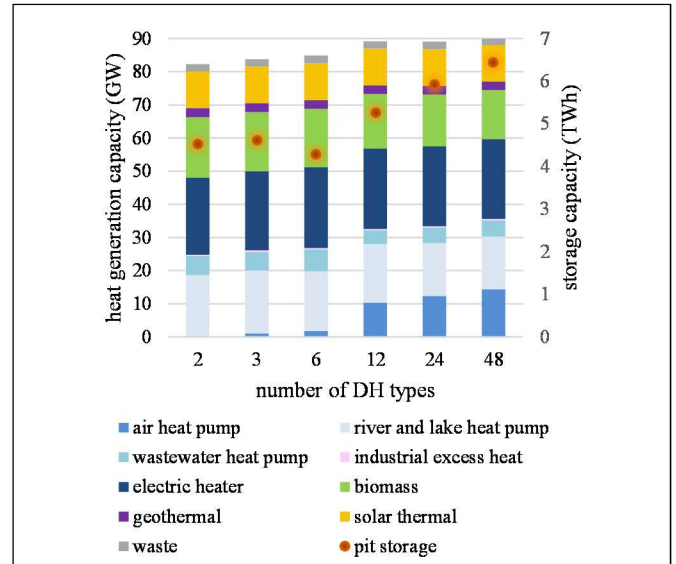 90
80
70
60
50
40
30
20
10
0
heat generation capacity (GW)
7
6
5
4
3
2
1
0
storage capacity (TWh)
2 3 6 12 24 48
number of DH types
air heat pump river and lake heat pump
wastewater heat pump industrial excess heat
electric heater biomass
geothermal solar thermal
waste pit storage